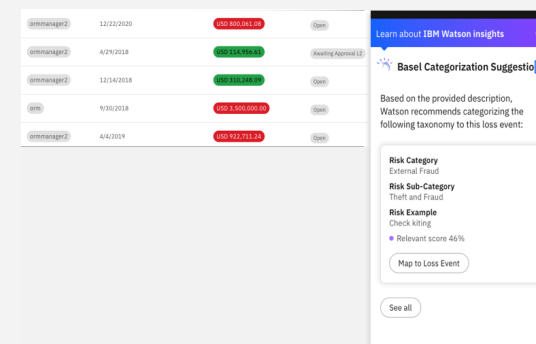 ormmanager2 12/22/2020 USD 800,061.08 Open
ormmanager2 4/29/2018 USD 114,956.61 Awaiting Approval L2
ormmanager2 12/14/2018 USD 310,248.09 Open
orm 9/30/2018 USD 3,500,000.00 Open
ormmanager2 4/4/2019 USD 922,711.24 Open
Learn about IBM Watson insights
Basel Categorization Suggestio
Based on the provided description,
Watson recommends categorizing the
following taxonomy to this loss event:
Risk Category
External Fraud
Risk Sub-Category
Theft and Fraud
Risk Example
Check kiting
Relevant score 46%
Map to Loss Event
See all